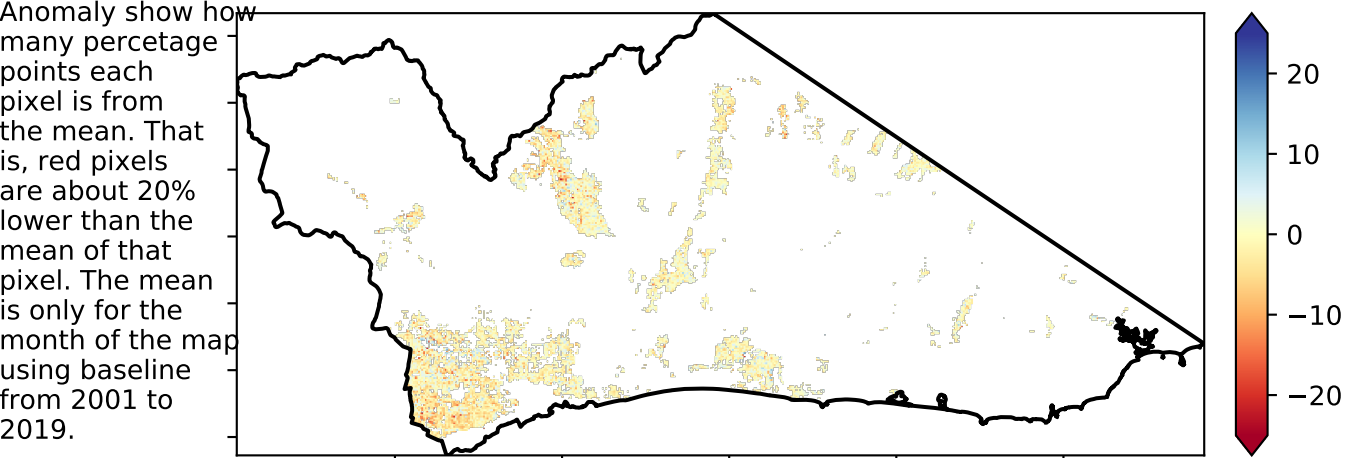 Anomaly show how
many percetage
points each
pixel is from
the mean. That
is, red pixels
are about 20%
lower than the
mean of that
pixel. The mean
is only for the
month of the map
using baseline
from 2001 to
2019.
20
10
0
−10
−20